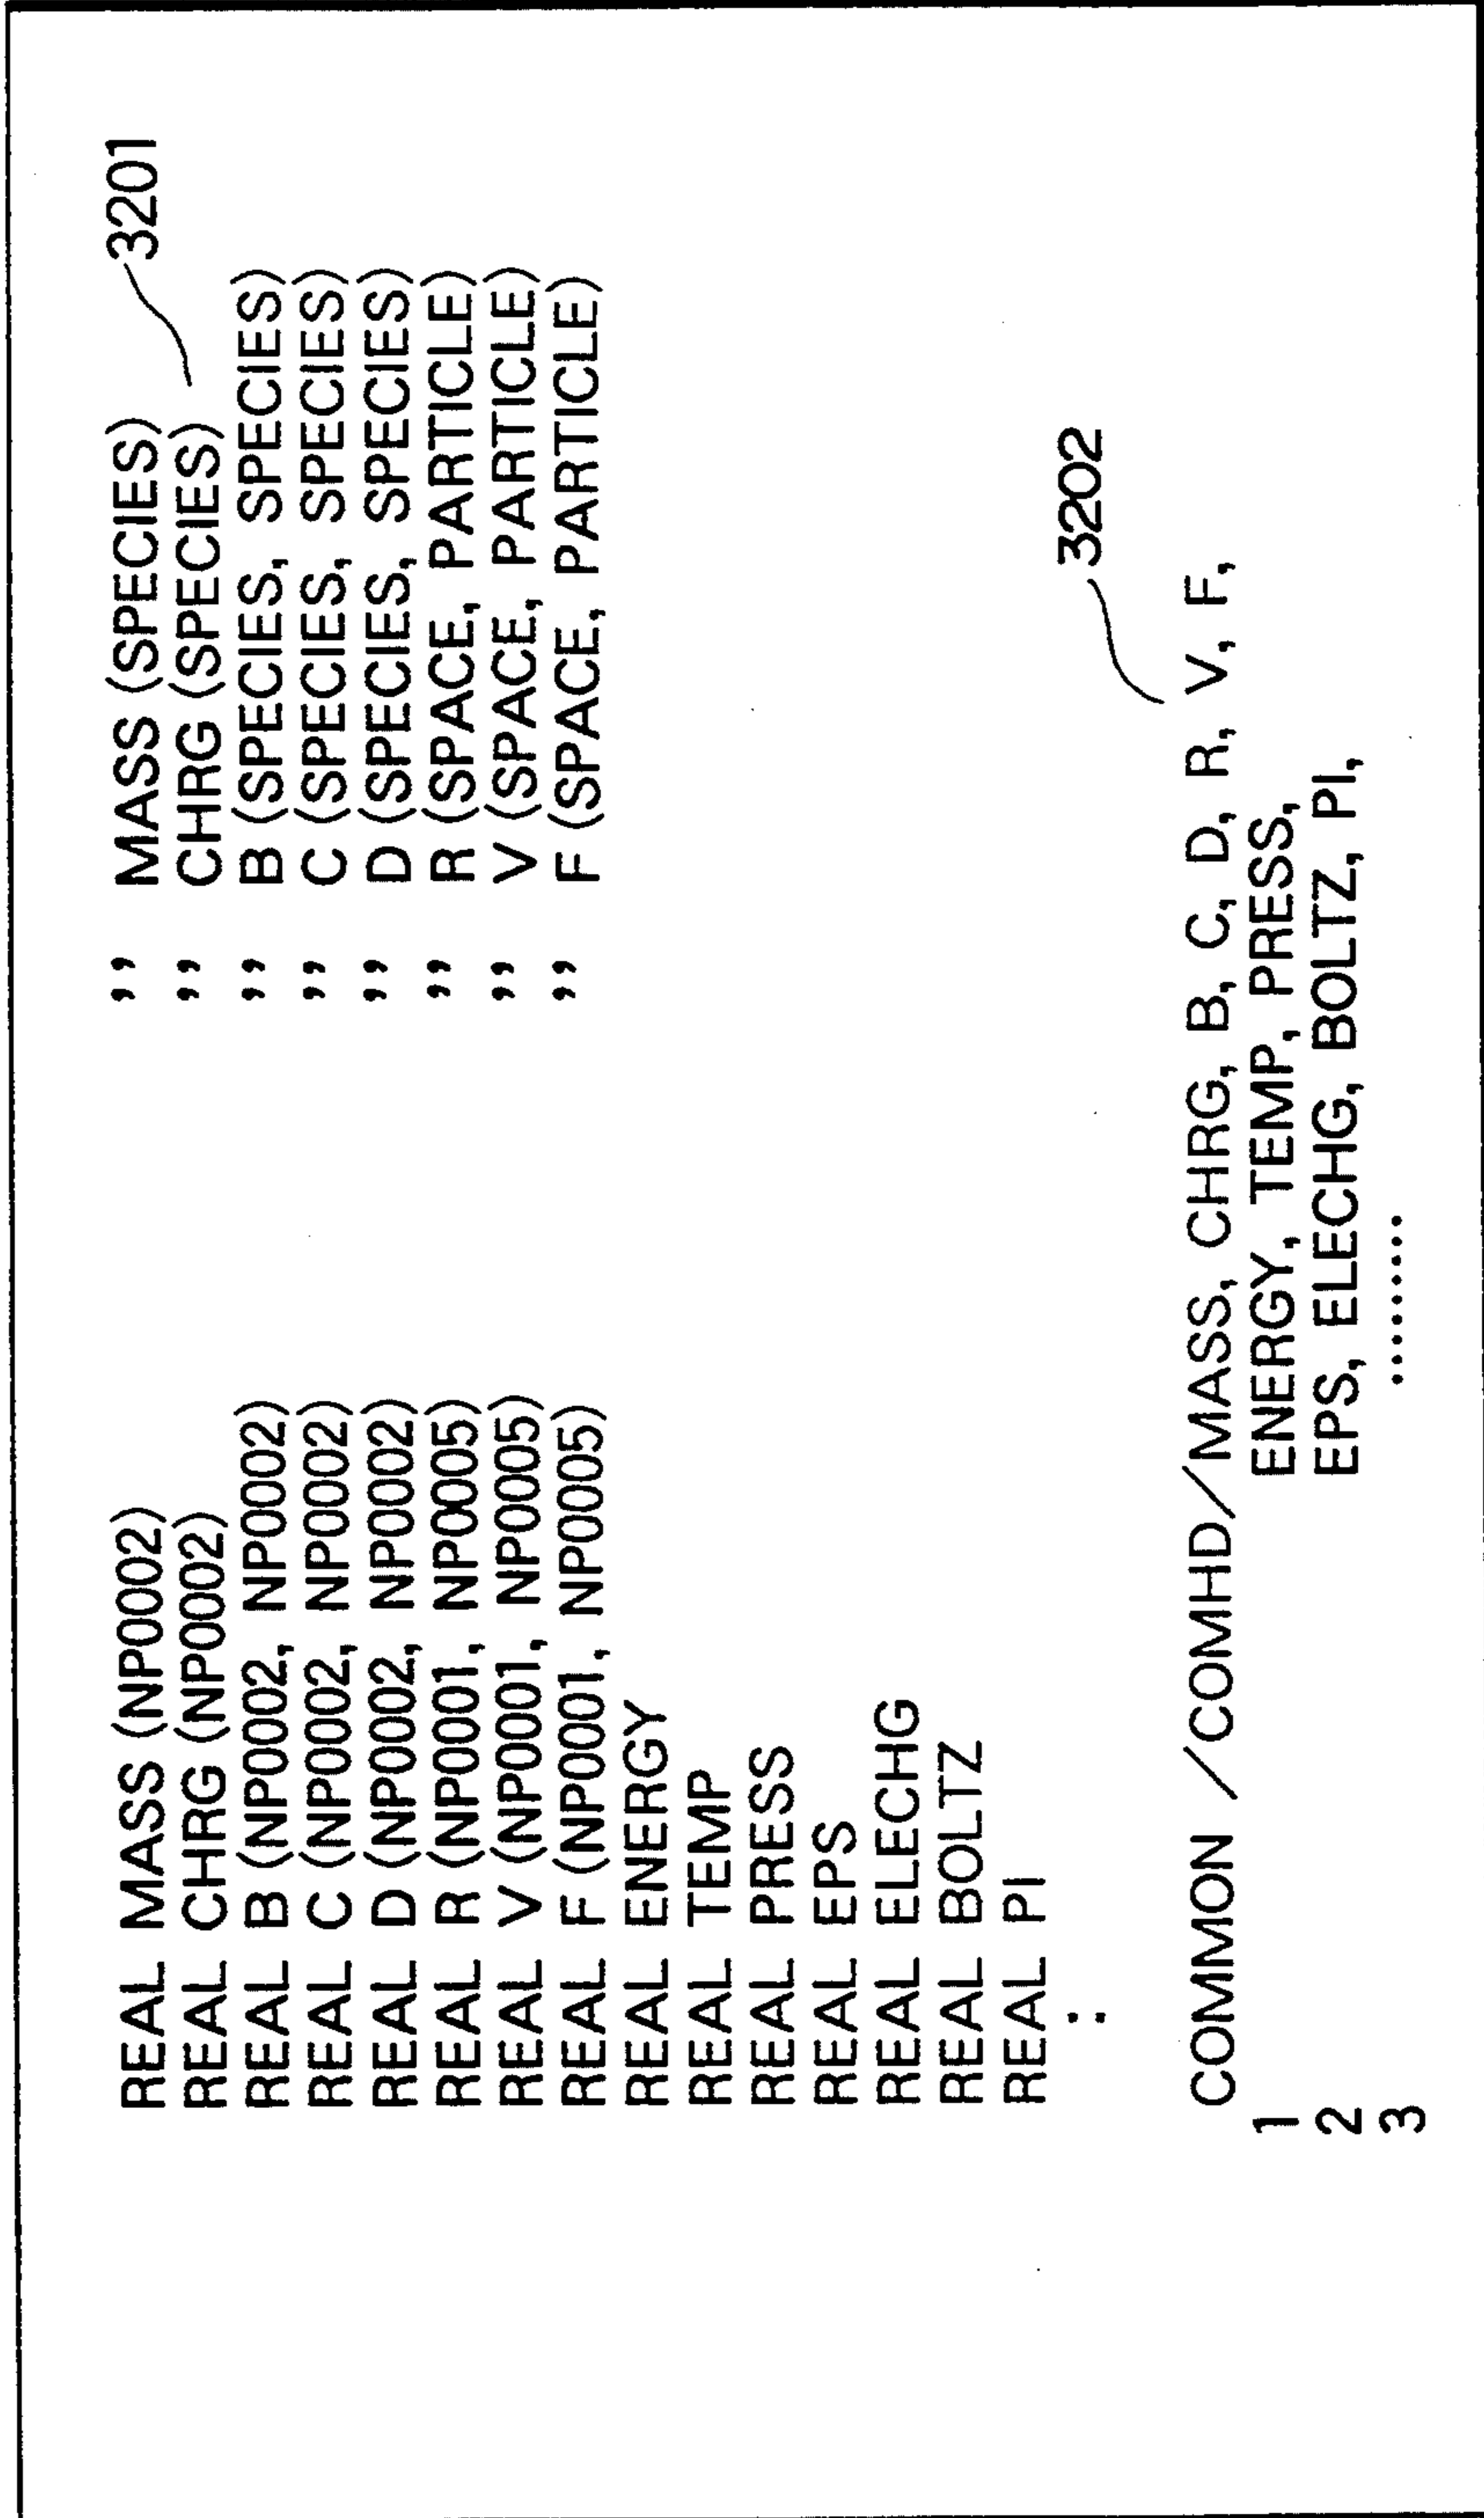 REAL MASS (NP0002) ,, MASS (SPECIES) 3201
REAL CHRG (NP0002) ,, CHRG (SPECIES)
REAL B (NP0002, NP0002) ,, B (SPECIES, SPECIES)
REAL C (NP0002, NP0002) ,, C (SPECIES, SPECIES)
REAL D (NP0002, NP0002) ,, D (SPECIES, SPECIES)
REAL R (NP0001, NP0005) ,, R (SPACE, PARTICLE)
REAL V (NP0001, NP0005) ,, V (SPACE, PARTICLE)
REAL F (NP0001, NP0005) ,, F (SPACE, PARTICLE)
REAL ENERGY
REAL TEMP
REAL PRESS
REAL EPS
REAL ELECHG
REAL BOLTZ
REAL PI
:
3202
COMMON /COMHD/MASS, CHRG, B, C, D, R, V, F,
1 ENERGY, TEMP, PRESS,
2 EPS, ELECHG, BOLTZ, PI,
3 .........